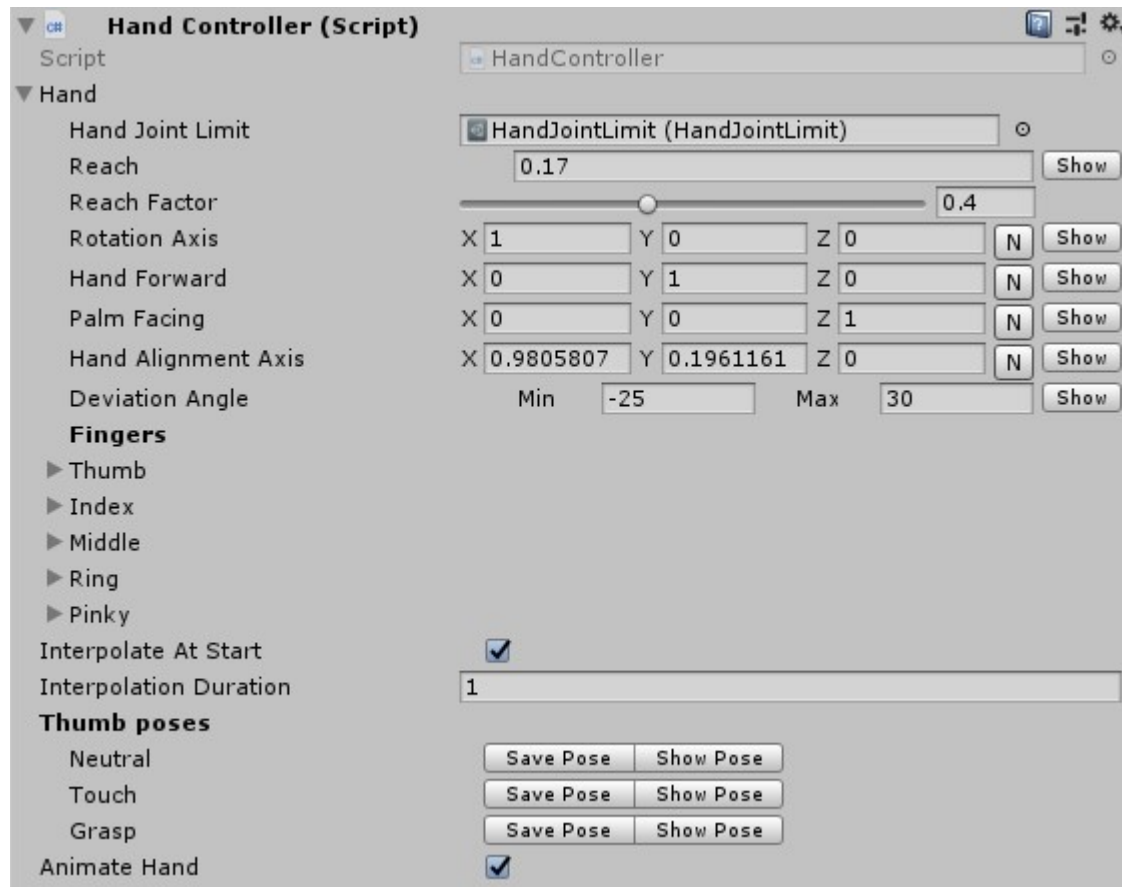 c# Hand Controller (Script)
Script HandController
Hand
Hand Joint Limit HandJointLimit (HandJointLimit)
Reach 0.17 Show
Reach Factor 0.4
Rotation Axis X 1 Y 0 Z 0 N Show
Hand Forward X 0 Y 1 Z 0 N Show
Palm Facing X 0 Y 0 Z 1 N Show
Hand Alignment Axis X 0.9805807 Y 0.1961161 Z 0 N Show
Deviation Angle Min -25 Max 30 Show
Fingers
Thumb
Index
Middle
Ring
Pinky
Interpolate At Start
Interpolation Duration 1
Thumb poses
Neutral Save Pose Show Pose
Touch Save Pose Show Pose
Grasp Save Pose Show Pose
Animate Hand